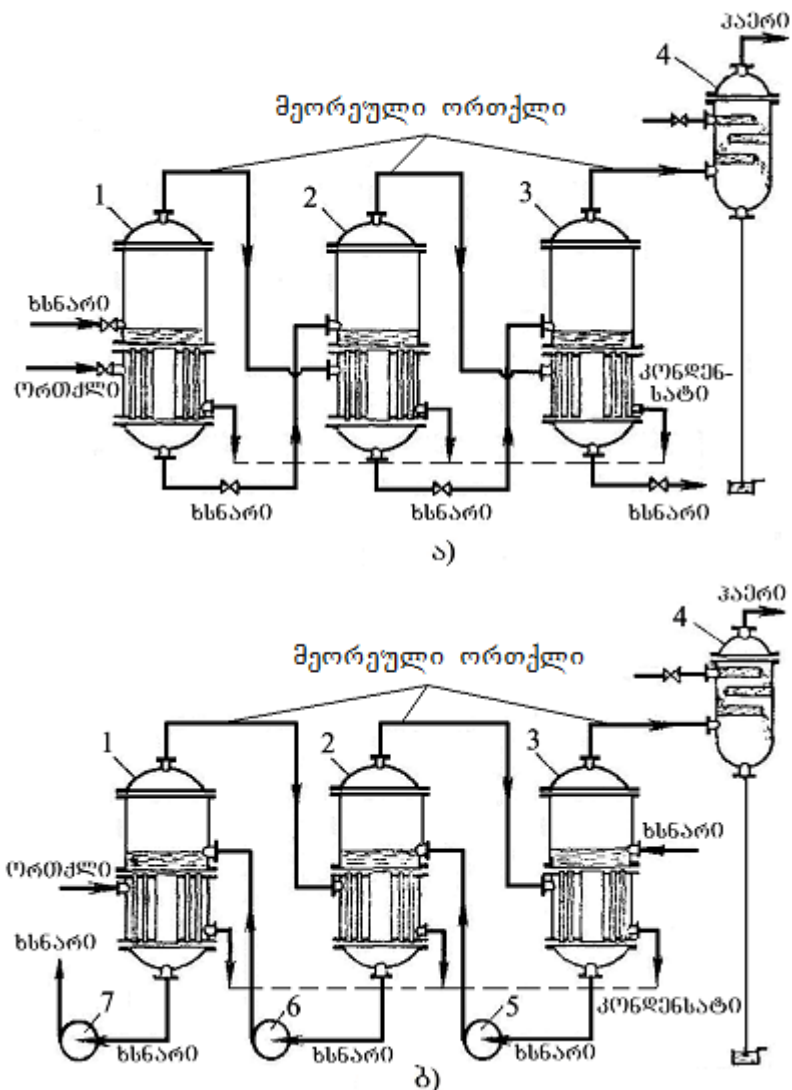 ჰაერი
4
მეორეული ორთქლი
1
2
3
ხსნარი
ორთქლი
კონდენ-
სატი
ხსნარი
ხსნარი
ხსნარი
ა)
ჰაერი
4
მეორეული ორთქლი
1
2
3
ხსნარი
ორთქლი
ხსნარი
კონდენსატი
7
6
5
ხსნარი
ხსნარი
ხსნარი
ბ)